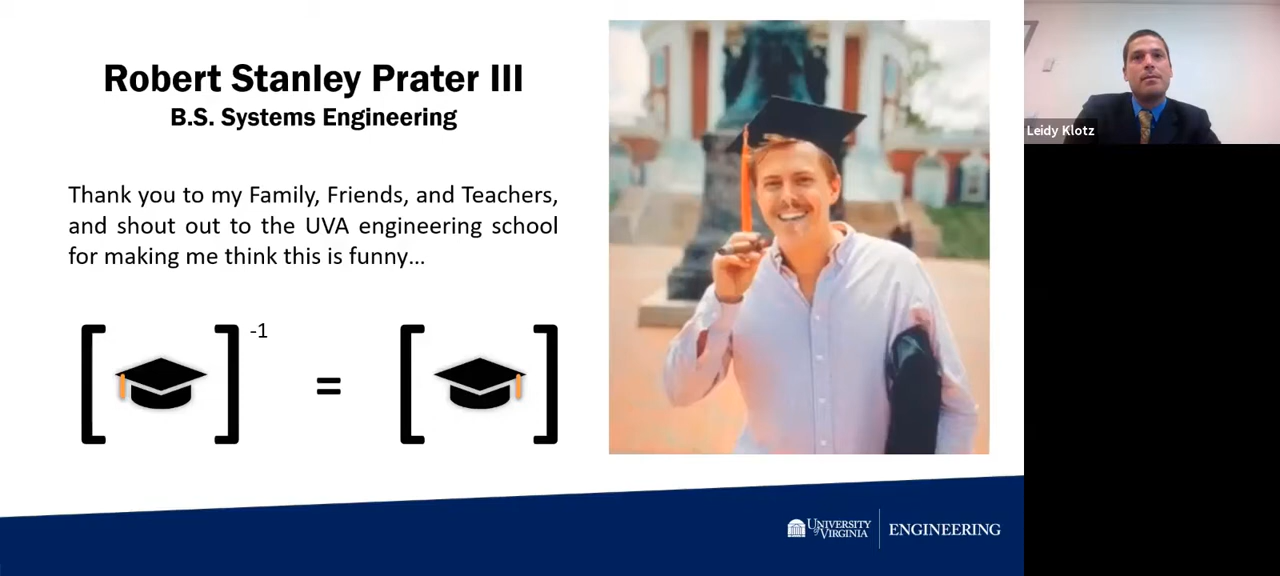 Robert Stanley Prater III
B.S. Systems Engineering
Thank you to my Family, Friends, and Teachers,
and shout out to the UVA engineering school
for making me think this is funny...
-1
=
UNIVERSITY
of VIRGINIA
ENGINEERING
Leidy Klotz